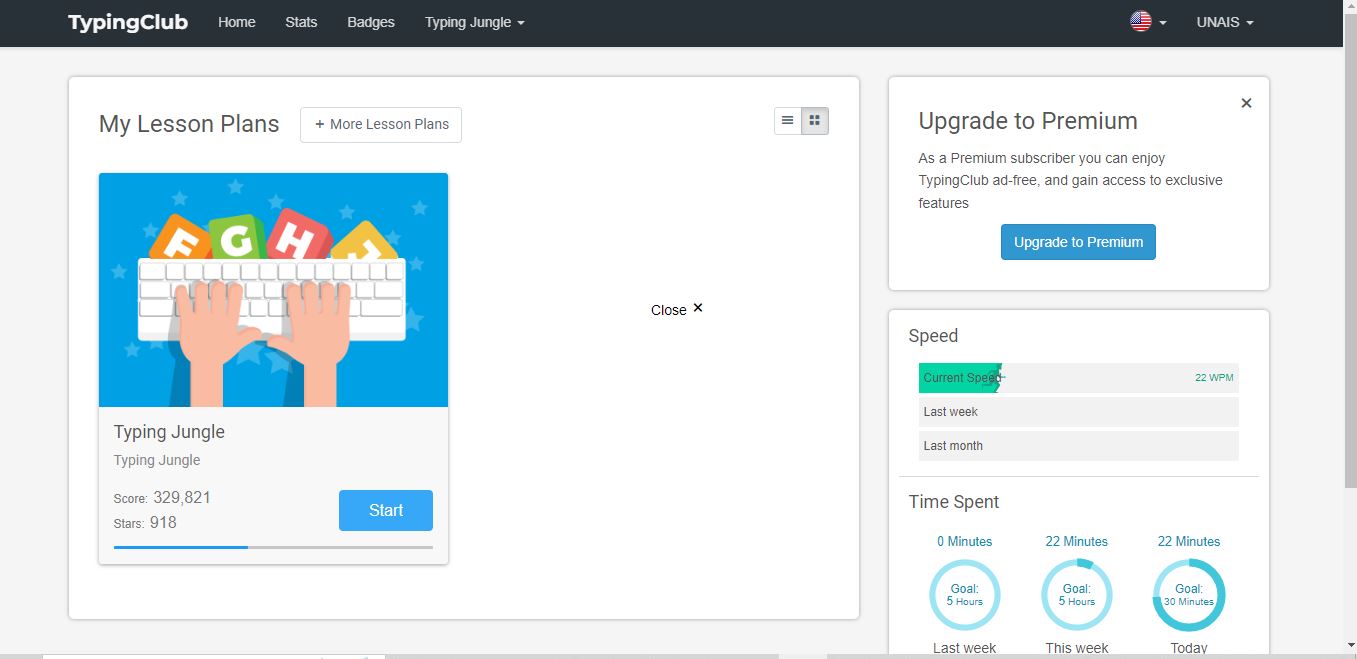 TypingClub Home Stats Badges Typing Jungle UNAIS
My Lesson Plans + More Lesson Plans
F G H
Typing Jungle
Typing Jungle
Score: 329,821
Stars: 918
Start
Close ×
Upgrade to Premium ×
As a Premium subscriber you can enjoy
TypingClub ad-free, and gain access to exclusive
features
Upgrade to Premium
Speed
Current Speed 22 WPM
Last week
Last month
Time Spent
0 Minutes 22 Minutes 22 Minutes
Goal: Goal: Goal:
5 Hours 5 Hours 30 Minutes
Last week This week Today